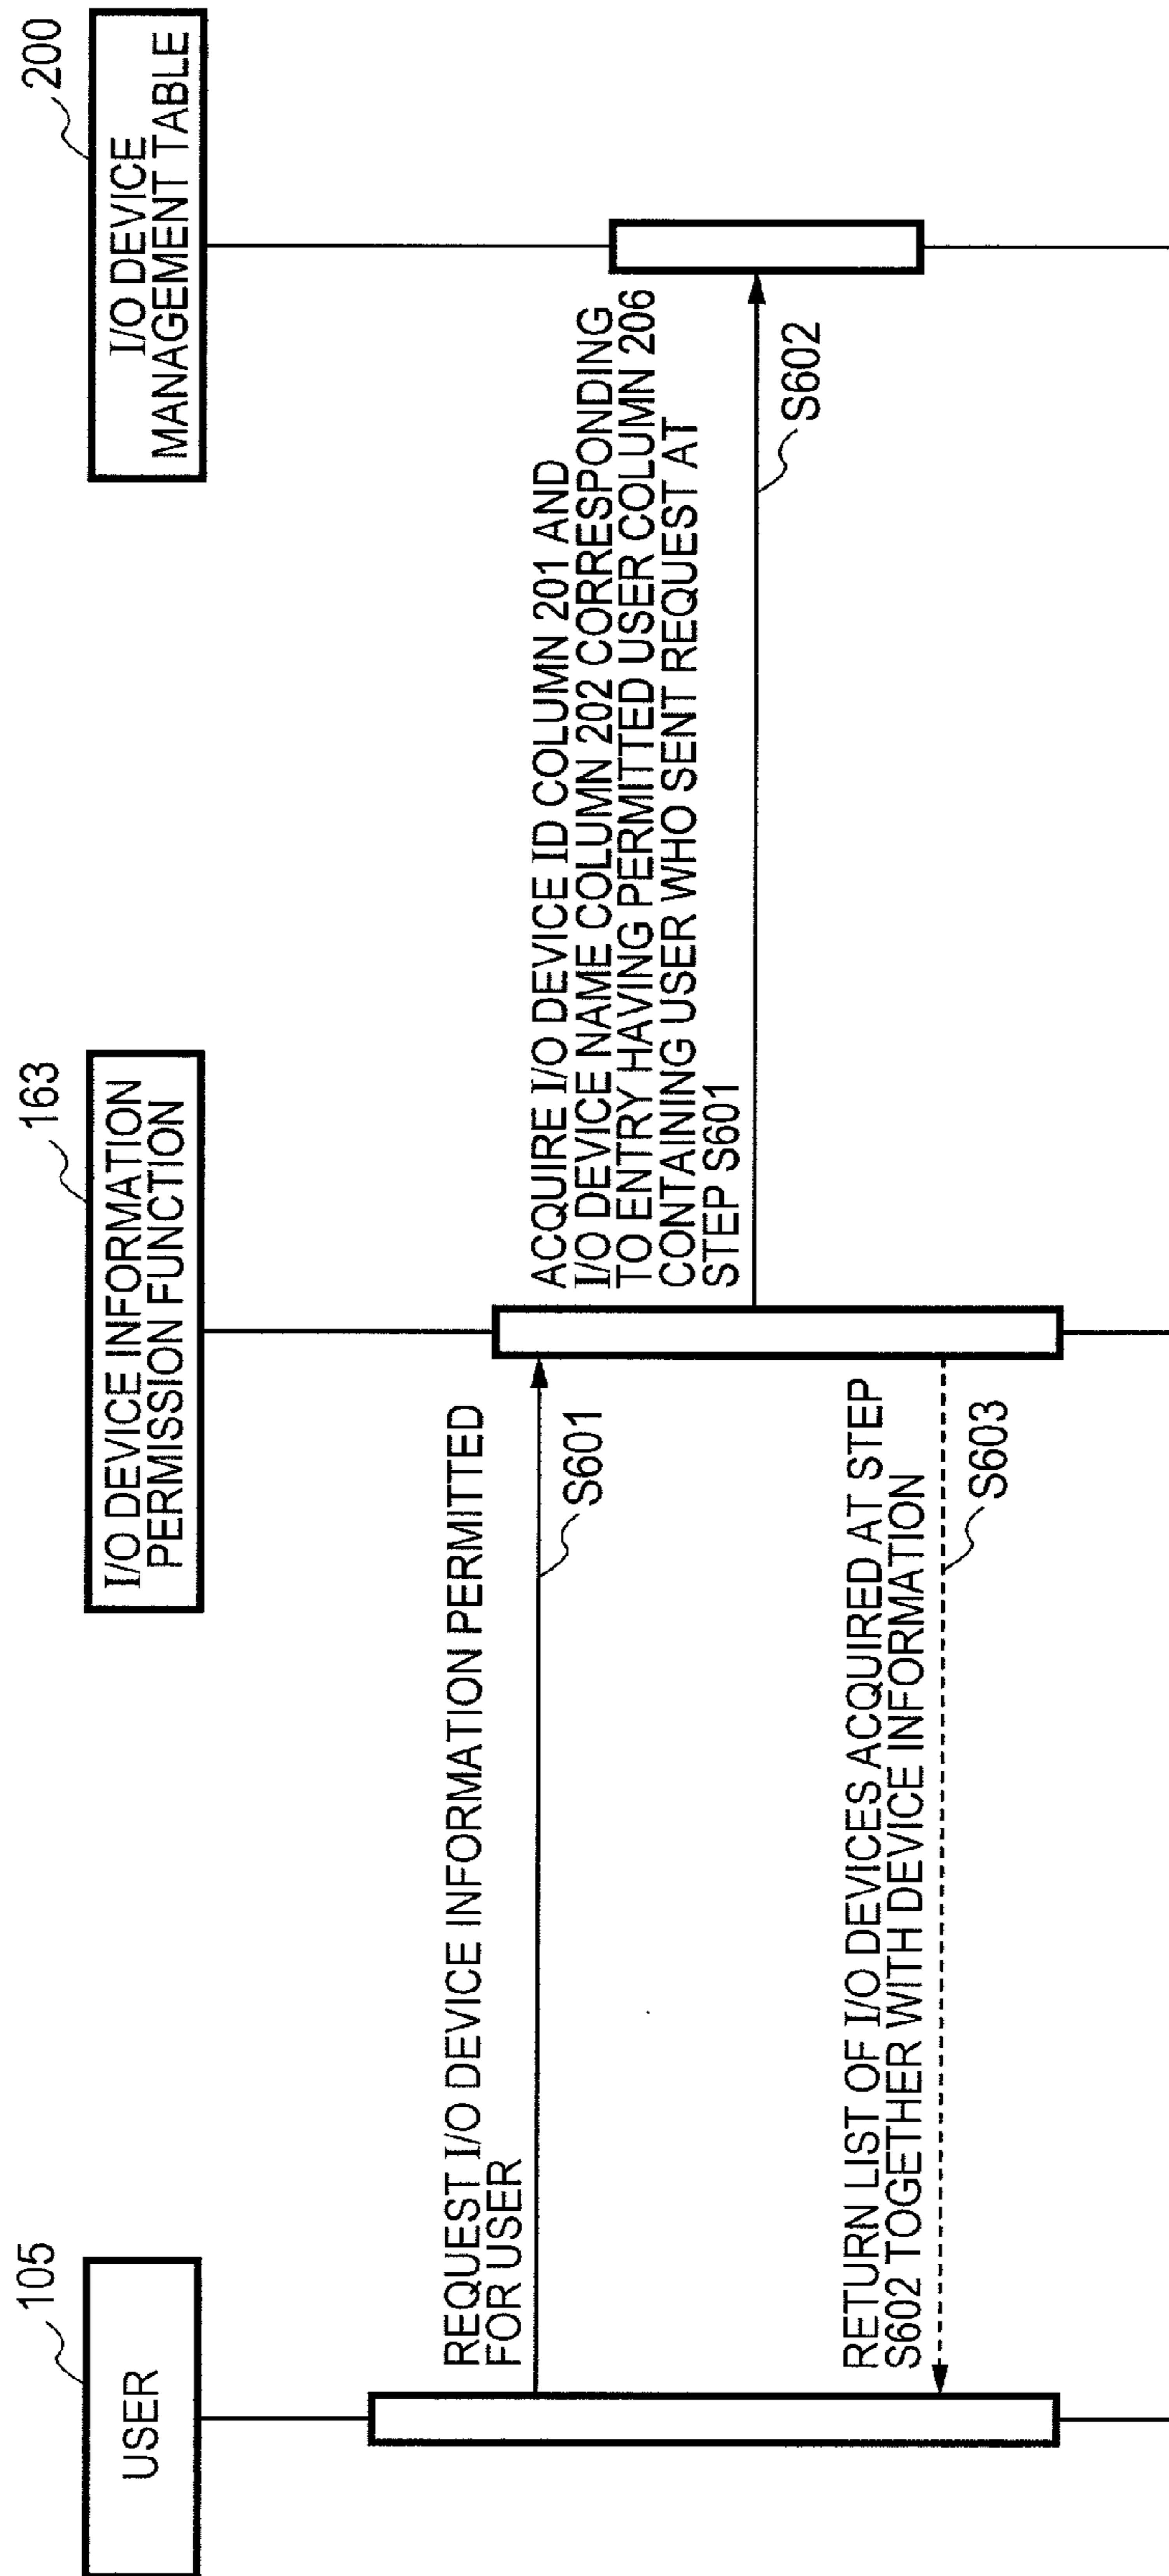 105
USER
163
I/O DEVICE INFORMATION
PERMISSION FUNCTION
200
I/O DEVICE
MANAGEMENT TABLE
REQUEST I/O DEVICE INFORMATION PERMITTED
FOR USER
S601
ACQUIRE I/O DEVICE ID COLUMN 201 AND
I/O DEVICE NAME COLUMN 202 CORRESPONDING
TO ENTRY HAVING PERMITTED USER COLUMN 206
CONTAINING USER WHO SENT REQUEST AT
STEP S601
S602
RETURN LIST OF I/O DEVICES ACQUIRED AT STEP
S602 TOGETHER WITH DEVICE INFORMATION
S603